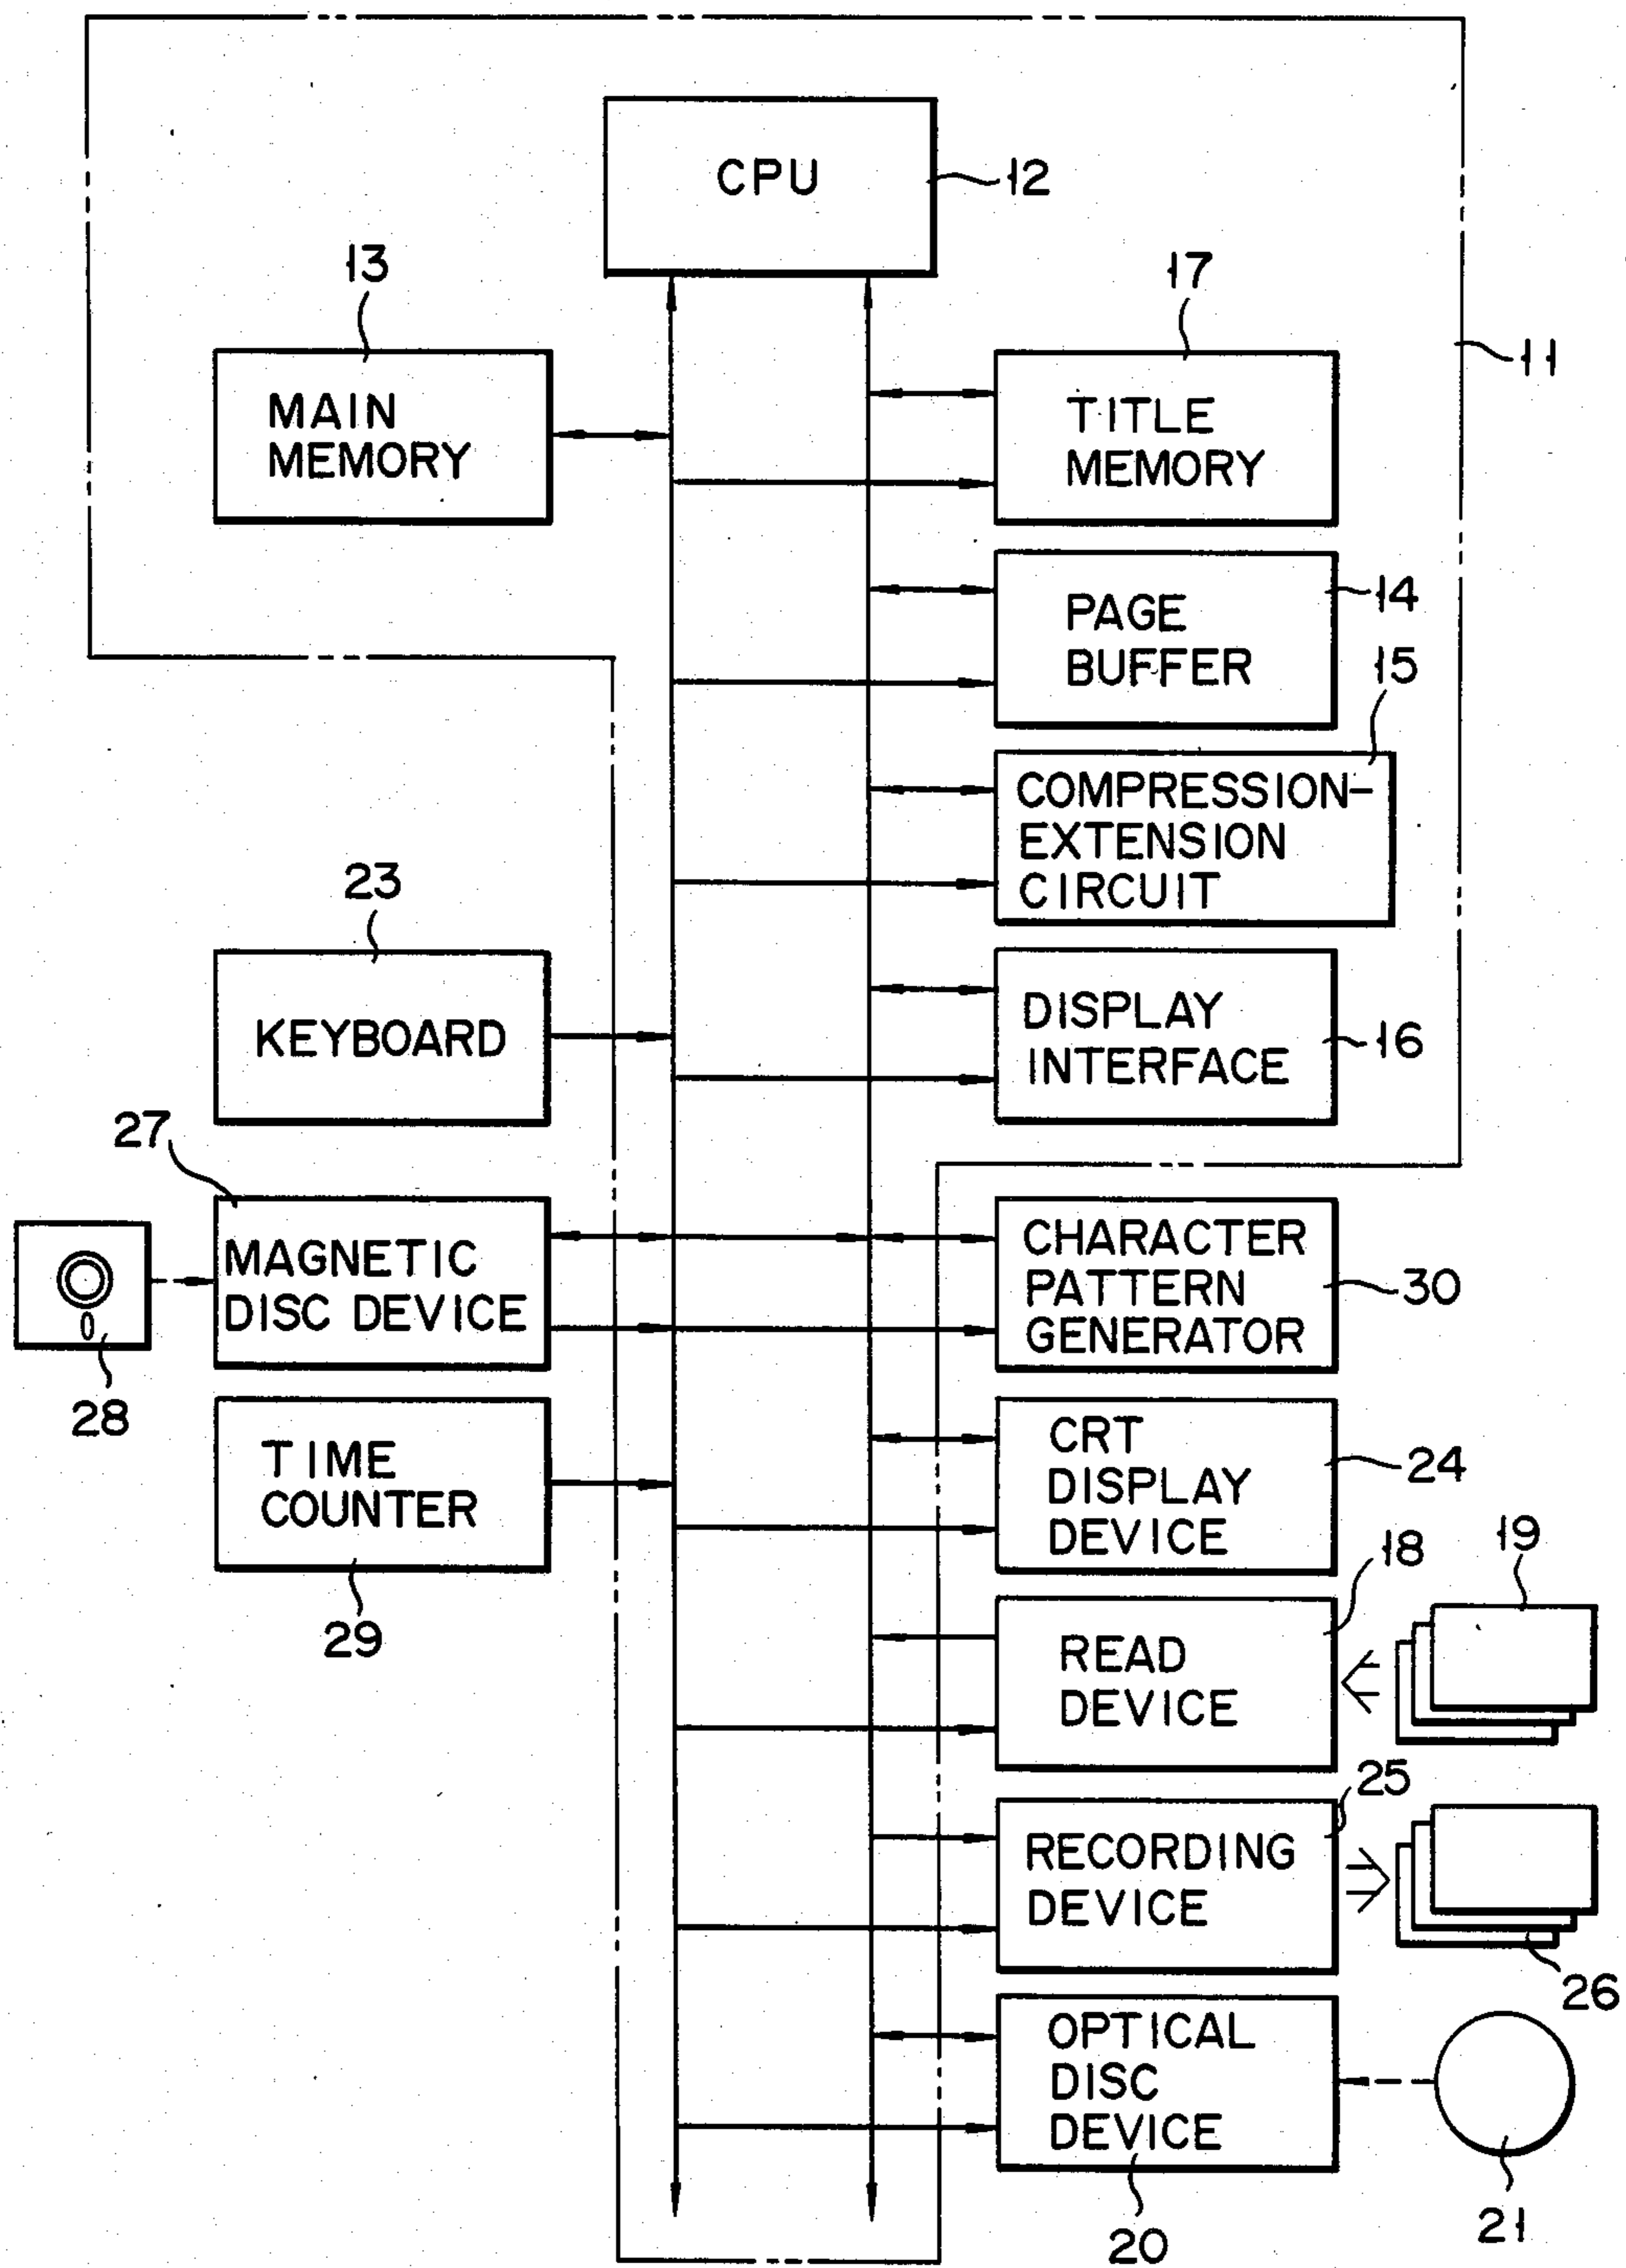 CPU
12
13
17
11
MAIN
MEMORY
TITLE
MEMORY
14
PAGE
BUFFER
15
COMPRESSION-
EXTENSION
CIRCUIT
23
KEYBOARD
DISPLAY
INTERFACE
16
27
MAGNETIC
DISC DEVICE
28
CHARACTER
PATTERN
GENERATOR
30
TIME
COUNTER
29
CRT
DISPLAY
DEVICE
24
18
19
READ
DEVICE
25
RECORDING
DEVICE
26
OPTICAL
DISC
DEVICE
20
21